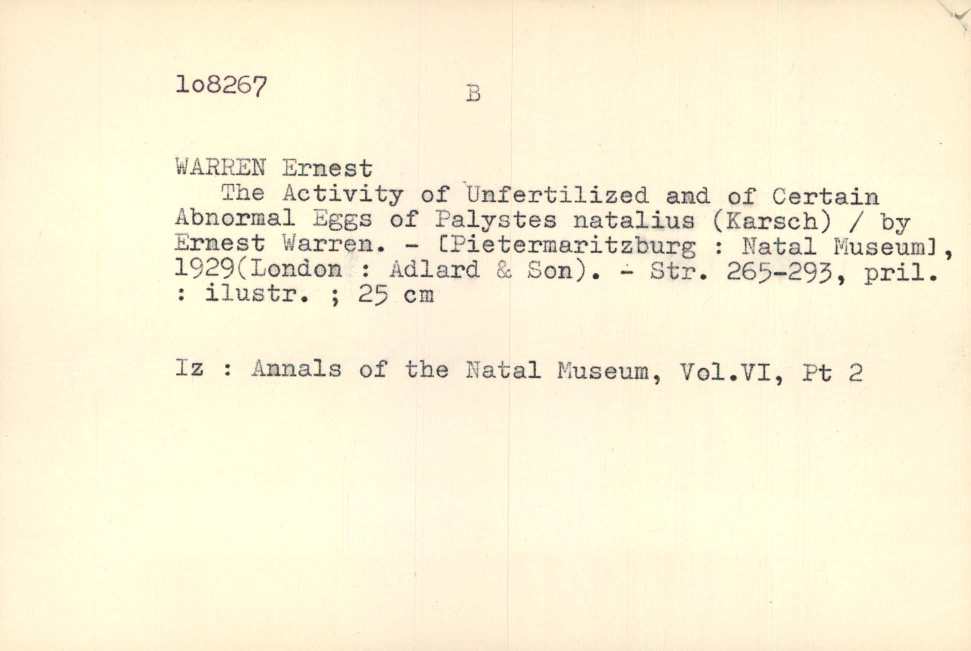 lo8267
B
WARREN Ernest
The Activity of Unfertilized and of Certain
Abnormal Eggs of Palystes natalius (Karsch) / by
Ernest Warren. - [Pietermaritzburg : Natal Museum],
1929(London : Adlard & Son). - Str. 265-293, pril.
: ilustr. ; 25 cm
Iz : Annals of the Natal Museum, Vol.VI, Pt 2